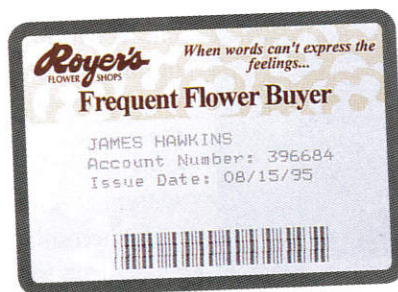 Royer's
FLOWER SHOPS
When words can't express the
feelings...
Frequent Flower Buyer
JAMES HAWKINS
Account Number: 396684
Issue Date: 08/15/95